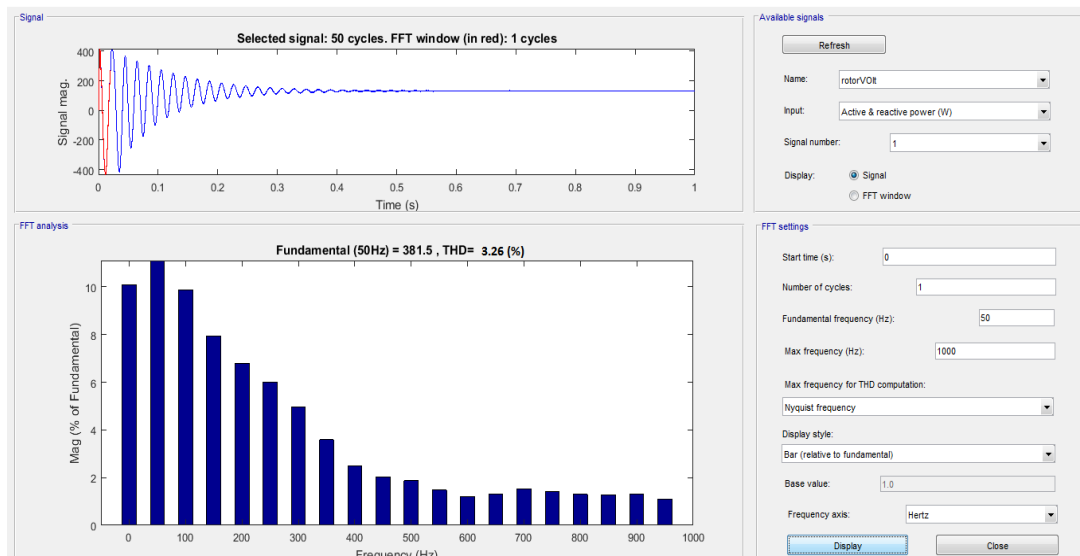 Signal
Selected signal: 50 cycles. FFT window (in red): 1 cycles
400
200
0
-200
-400
Signal mag.
0 0.1 0.2 0.3 0.4 0.5 0.6 0.7 0.8 0.9 1
Time (s)
FFT analysis
Fundamental (50Hz) = 381.5 , THD= 3.26 (%)
10
8
6
4
2
0
Mag (% of Fundamental)
0 100 200 300 400 500 600 700 800 900 1000
Frequency (Hz)
Available signals
Refresh
Name: rotorVOlt
Input: Active & reactive power (W)
Signal number: 1
Display: Signal
FFT window
FFT settings
Start time (s): 0
Number of cycles: 1
Fundamental frequency (Hz): 50
Max frequency (Hz): 1000
Max frequency for THD computation:
Nyquist frequency
Display style:
Bar (relative to fundamental)
Base value: 1.0
Frequency axis: Hertz
Display Close